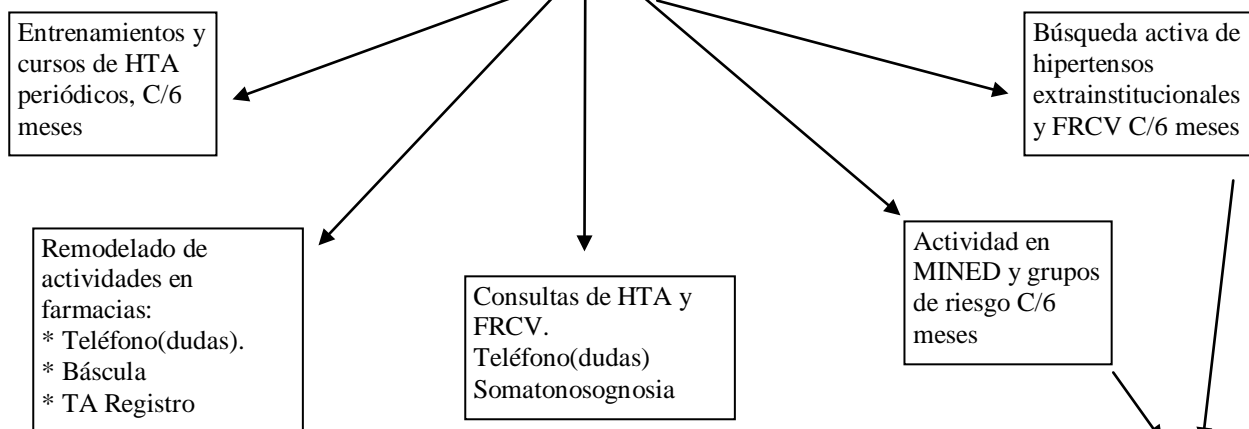 Entrenamientos y
cursos de HTA
periódicos, C/6
meses
Búsqueda activa de
hipertensos
extrainstitucionales
y FRCV C/6 meses
Remodelado de
actividades en
farmacias:
* Teléfono(dudas).
* Báscula
* TA Registro
Consultas de HTA y
FRCV.
Teléfono(dudas)
Somatonosognosia
Actividad en
MINED y grupos
de riesgo C/6
meses